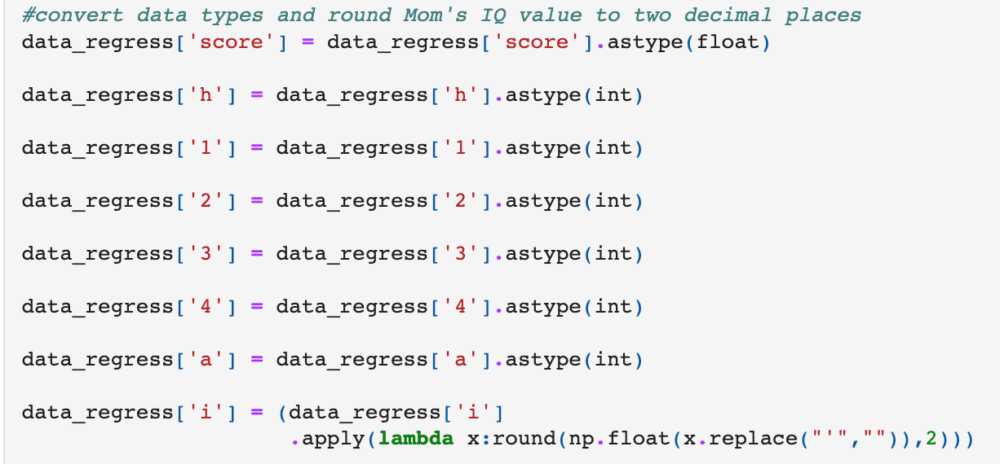 #convert data types and round Mom's IQ value to two decimal places
data_regress['score'] = data_regress['score'].astype(float)
data_regress['h'] = data_regress['h'].astype(int)
data_regress['1'] = data_regress['1'].astype(int)
data_regress['2'] = data_regress['2'].astype(int)
data_regress['3'] = data_regress['3'].astype(int)
data_regress['4'] = data_regress['4'].astype(int)
data_regress['a'] = data_regress['a'].astype(int)
data_regress['i'] = (data_regress['i']
.apply(lambda x:round(np.float(x.replace("'","")),2)))